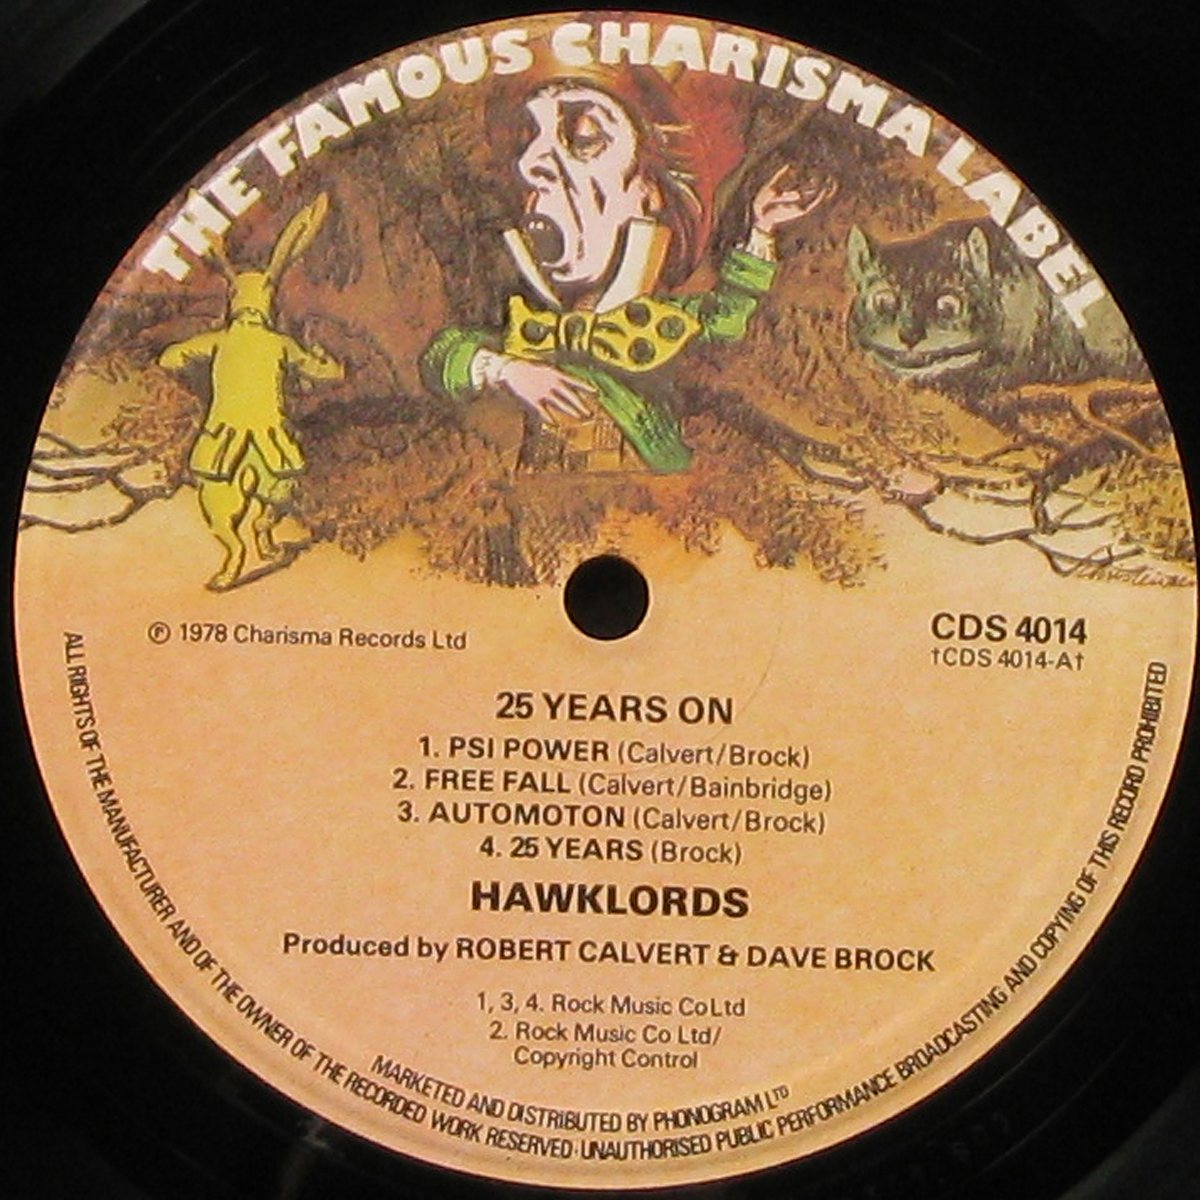 THE FAMOUS CHARISMA LABEL
℗ 1978 Charisma Records Ltd
CDS 4014
†CDS 4014-A†
25 YEARS ON
1. PSI POWER (Calvert/Brock)
2. FREE FALL (Calvert/Bainbridge)
3. AUTOMOTON (Calvert/Brock)
4. 25 YEARS (Brock)
HAWKLORDS
Produced by ROBERT CALVERT & DAVE BROCK
1, 3, 4. Rock Music Co Ltd
2. Rock Music Co Ltd/
Copyright Control
MARKETED AND DISTRIBUTED BY PHONOGRAM LTD
ALL RIGHTS OF THE MANUFACTURER AND OF THE OWNER OF THE RECORDED WORK RESERVED · UNAUTHORISED PUBLIC PERFORMANCE BROADCASTING AND COPYING OF THIS RECORD PROHIBITED